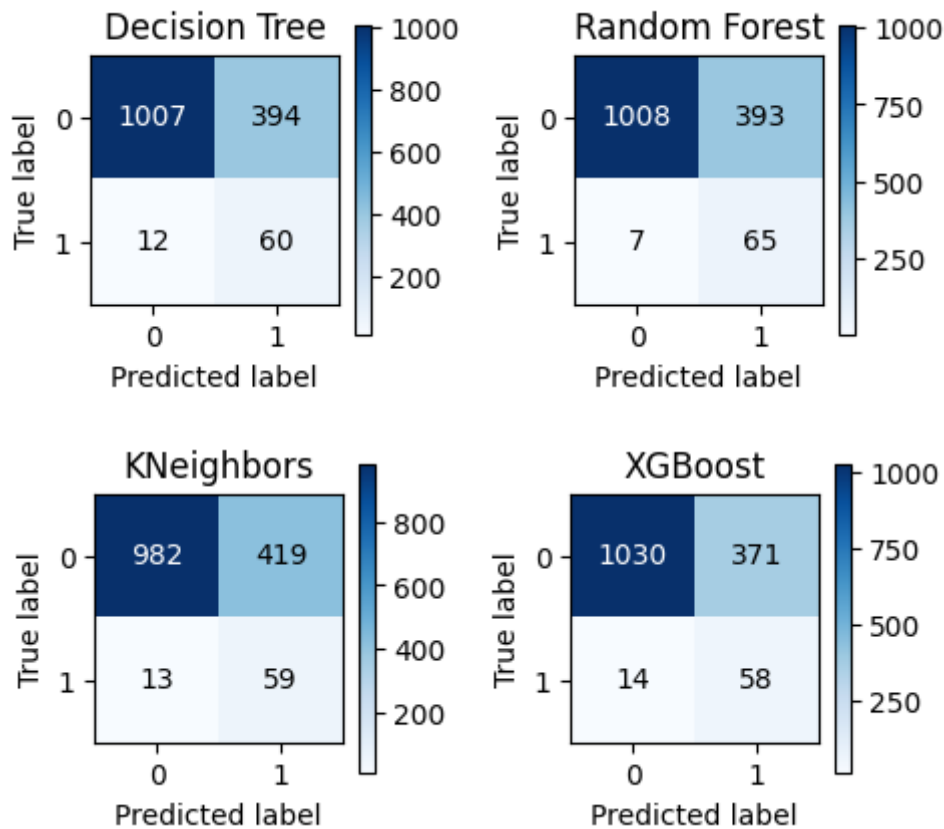 Decision Tree
1000
0 1007 394
800
600
True label
400
1 12 60
200
0 1
Predicted label
Random Forest
1000
0 1008 393
750
True label
500
1 7 65
250
0 1
Predicted label
KNeighbors
800
0 982 419
600
True label
400
1 13 59
200
0 1
Predicted label
XGBoost
1000
0 1030 371
750
True label
500
1 14 58
250
0 1
Predicted label